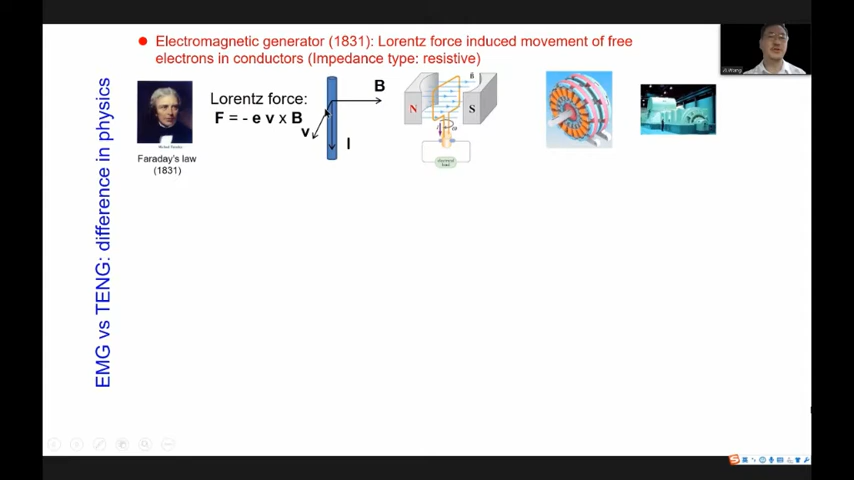 ● Electromagnetic generator (1831): Lorentz force induced movement of free
electrons in conductors (Impedance type: resistive)
EMG vs TENG: difference in physics
Faraday's law
(1831)
Lorentz force:
F = - e v x B
B
v
I
N
S
n̂
ω